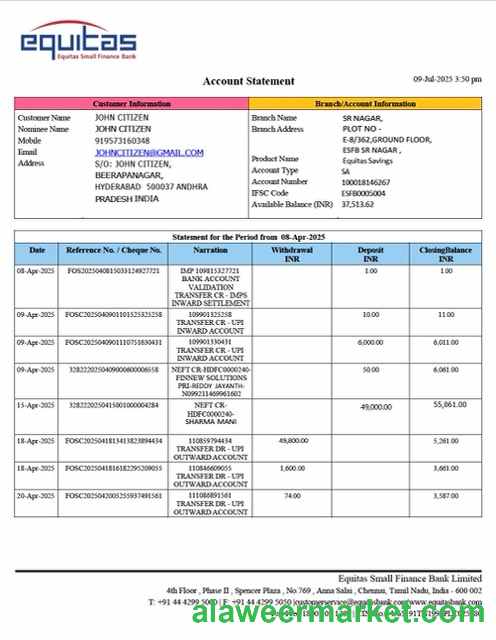 equitas
Equitas Small Finance Bank
Account Statement
09-Jul-2025 3:50 pm
Customer Information
Customer Name JOHN CITIZEN
Nominee Name JOHN CITIZEN
Mobile 919573160348
Email JOHNCITIZEN@GMAIL.COM
Address S/O: JOHN CITIZEN,
BEERAPANAGAR,
HYDERABAD 500037 ANDHRA
PRADESH INDIA
Branch/Account Information
Branch Name SR NAGAR,
Branch Address PLOT NO -
E-8/362,GROUND FLOOR,
ESFB SR NAGAR ,
Product Name Equitas Savings
Account Type SA
Account Number 100018146267
IFSC Code ESFB0005004
Available Balance (INR) 37,513.62
Statement for the Period from 08-Apr-2025
Date Reference No. / Cheque No. Narration Withdrawal INR Deposit INR ClosingBalance INR
08-Apr-2025 FOS2025040815033124927721 IMP 109815327721 1.00 1.00
BANK ACCOUNT
VALIDATION
TRANSFER CR - IMPS
INWARD SETTLEMENT
09-Apr-2025 FOSC2025040901101525325258 109901325258 10.00 11.00
TRANSFER CR - UPI
INWARD ACCOUNT
09-Apr-2025 FOSC2025040901110751830431 109901330431 6,000.00 6,011.00
TRANSFER CR - UPI
INWARD ACCOUNT
09-Apr-2025 3282220250409000600006558 NEFT CR-HDFC0000240- 50.00 6,061.00
FINNEW SOLUTIONS
PRI-REDDY JAYANTH-
N099251469961602
15-Apr-2025 3282220250415001000004284 NEFT CR- 49,000.00 55,061.00
HDFC0000240-
SHARMA MANI
18-Apr-2025 FOSC2025041813413823894434 110859794434 49,800.00 5,261.00
TRANSFER DR - UPI
OUTWARD ACCOUNT
18-Apr-2025 FOSC2025041816182295209055 110846609055 1,600.00 3,661.00
TRANSFER DR - UPI
OUTWARD ACCOUNT
20-Apr-2025 FOSC2025042005255937491561 111086891561 74.00 3,587.00
TRANSFER DR - UPI
OUTWARD ACCOUNT
Equitas Small Finance Bank Limited
4th Floor , Phase II , Spencer Plaza , No.769 , Anna Salai , Chennai, Tamil Nadu, India - 600 002
T: +91 44 4299 5000 F: +91 44 4299 5050 customerservice@equitasbank.com www.equitasbank.com
alaweermarket.com